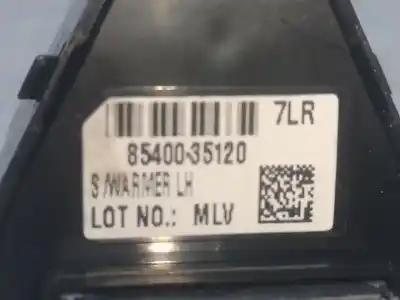 7LR
85400-35120
S/WARMER LH
LOT NO.: MLV